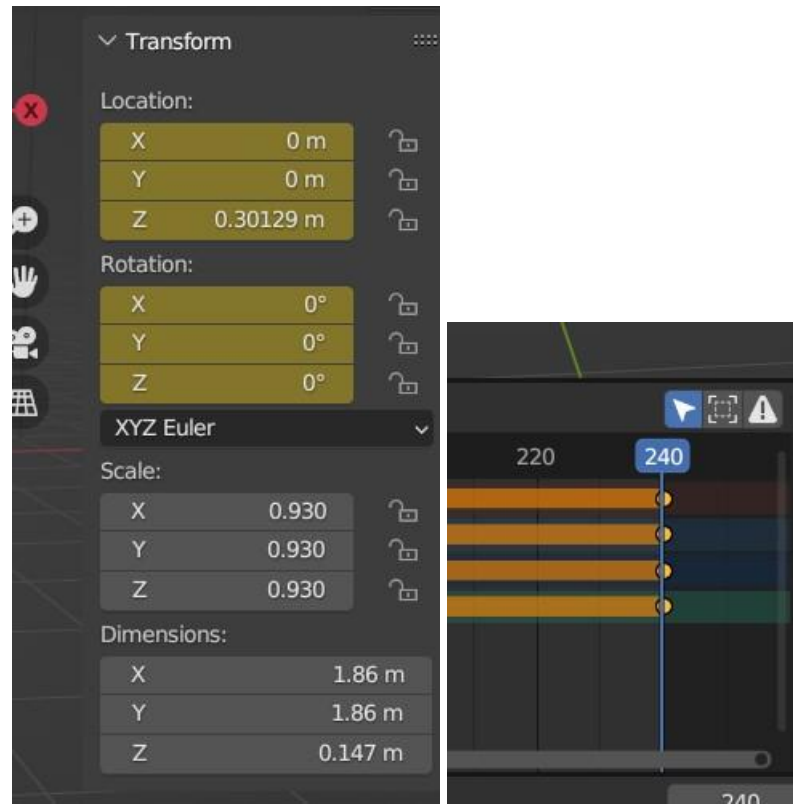 Transform
X
Location:
X 0 m
Y 0 m
Z 0.30129 m
Rotation:
X 0°
Y 0°
Z 0°
XYZ Euler
Scale:
X 0.930
Y 0.930
Z 0.930
Dimensions:
X 1.86 m
Y 1.86 m
Z 0.147 m
220 240
240